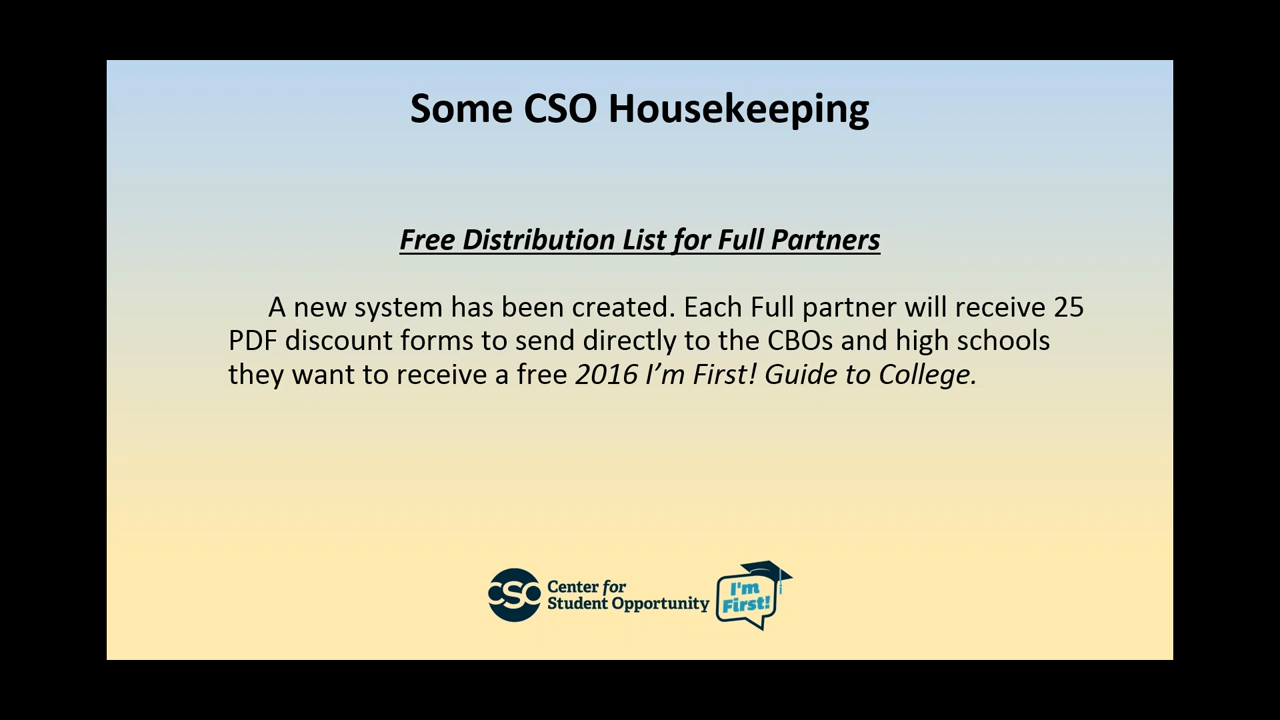 Some CSO Housekeeping
Free Distribution List for Full Partners
A new system has been created. Each Full partner will receive 25
PDF discount forms to send directly to the CBOs and high schools
they want to receive a free 2016 I’m First! Guide to College.
CSO Center for
Student Opportunity
I'm
First!